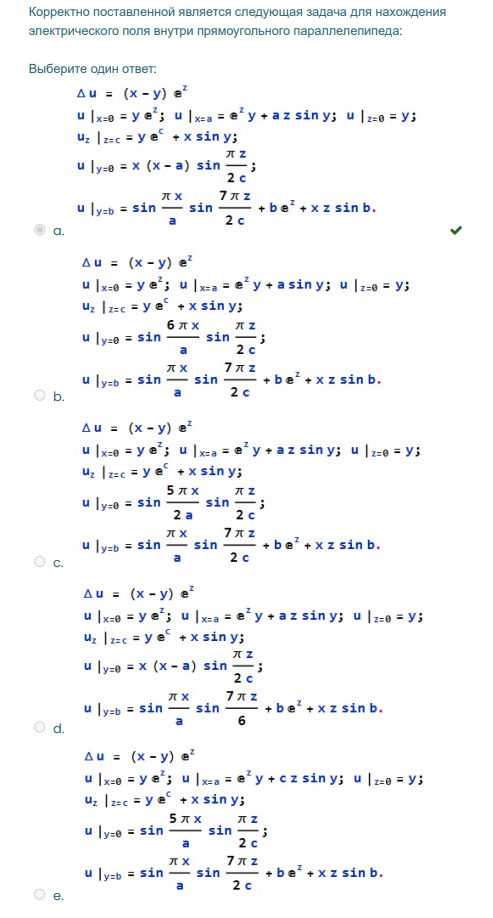 Корректно поставленной является следующая задача для нахождения
электрического поля внутри прямоугольного параллелепипеда:
Выберите один ответ:
Δu = (x - y) e^z
u |x=0 = y e^z; u |x=a = e^z y + a z sin y; u |z=0 = y;
u_z |z=c = y e^c + x sin y;
u |y=0 = x (x - a) sin πz/2c;
u |y=b = sin πx/a sin 7πz/2c + b e^z + x z sin b.
a.
Δu = (x - y) e^z
u |x=0 = y e^z; u |x=a = e^z y + a sin y; u |z=0 = y;
u_z |z=c = y e^c + x sin y;
u |y=0 = sin 6πx/a sin πz/2c;
u |y=b = sin πx/a sin 7πz/2c + b e^z + x z sin b.
b.
Δu = (x - y) e^z
u |x=0 = y e^z; u |x=a = e^z y + a z sin y; u |z=0 = y;
u_z |z=c = y e^c + x sin y;
u |y=0 = sin 5πx/2a sin πz/2c;
u |y=b = sin πx/a sin 7πz/2c + b e^z + x z sin b.
c.
Δu = (x - y) e^z
u |x=0 = y e^z; u |x=a = e^z y + a z sin y; u |z=0 = y;
u_z |z=c = y e^c + x sin y;
u |y=0 = x (x - a) sin πz/2c;
u |y=b = sin πx/a sin 7πz/6 + b e^z + x z sin b.
d.
Δu = (x - y) e^z
u |x=0 = y e^z; u |x=a = e^z y + c z sin y; u |z=0 = y;
u_z |z=c = y e^c + x sin y;
u |y=0 = sin 5πx/a sin πz/2c;
u |y=b = sin πx/a sin 7πz/2c + b e^z + x z sin b.
e.